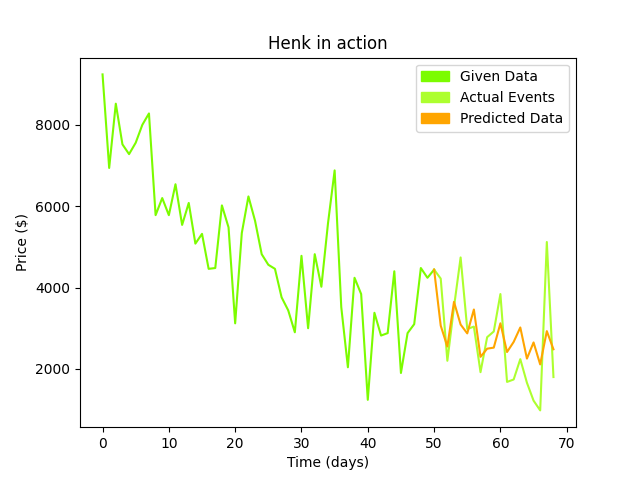 Henk in action
Given Data
Actual Events
Predicted Data
Price ($)
8000
6000
4000
2000
0 10 20 30 40 50 60 70
Time (days)